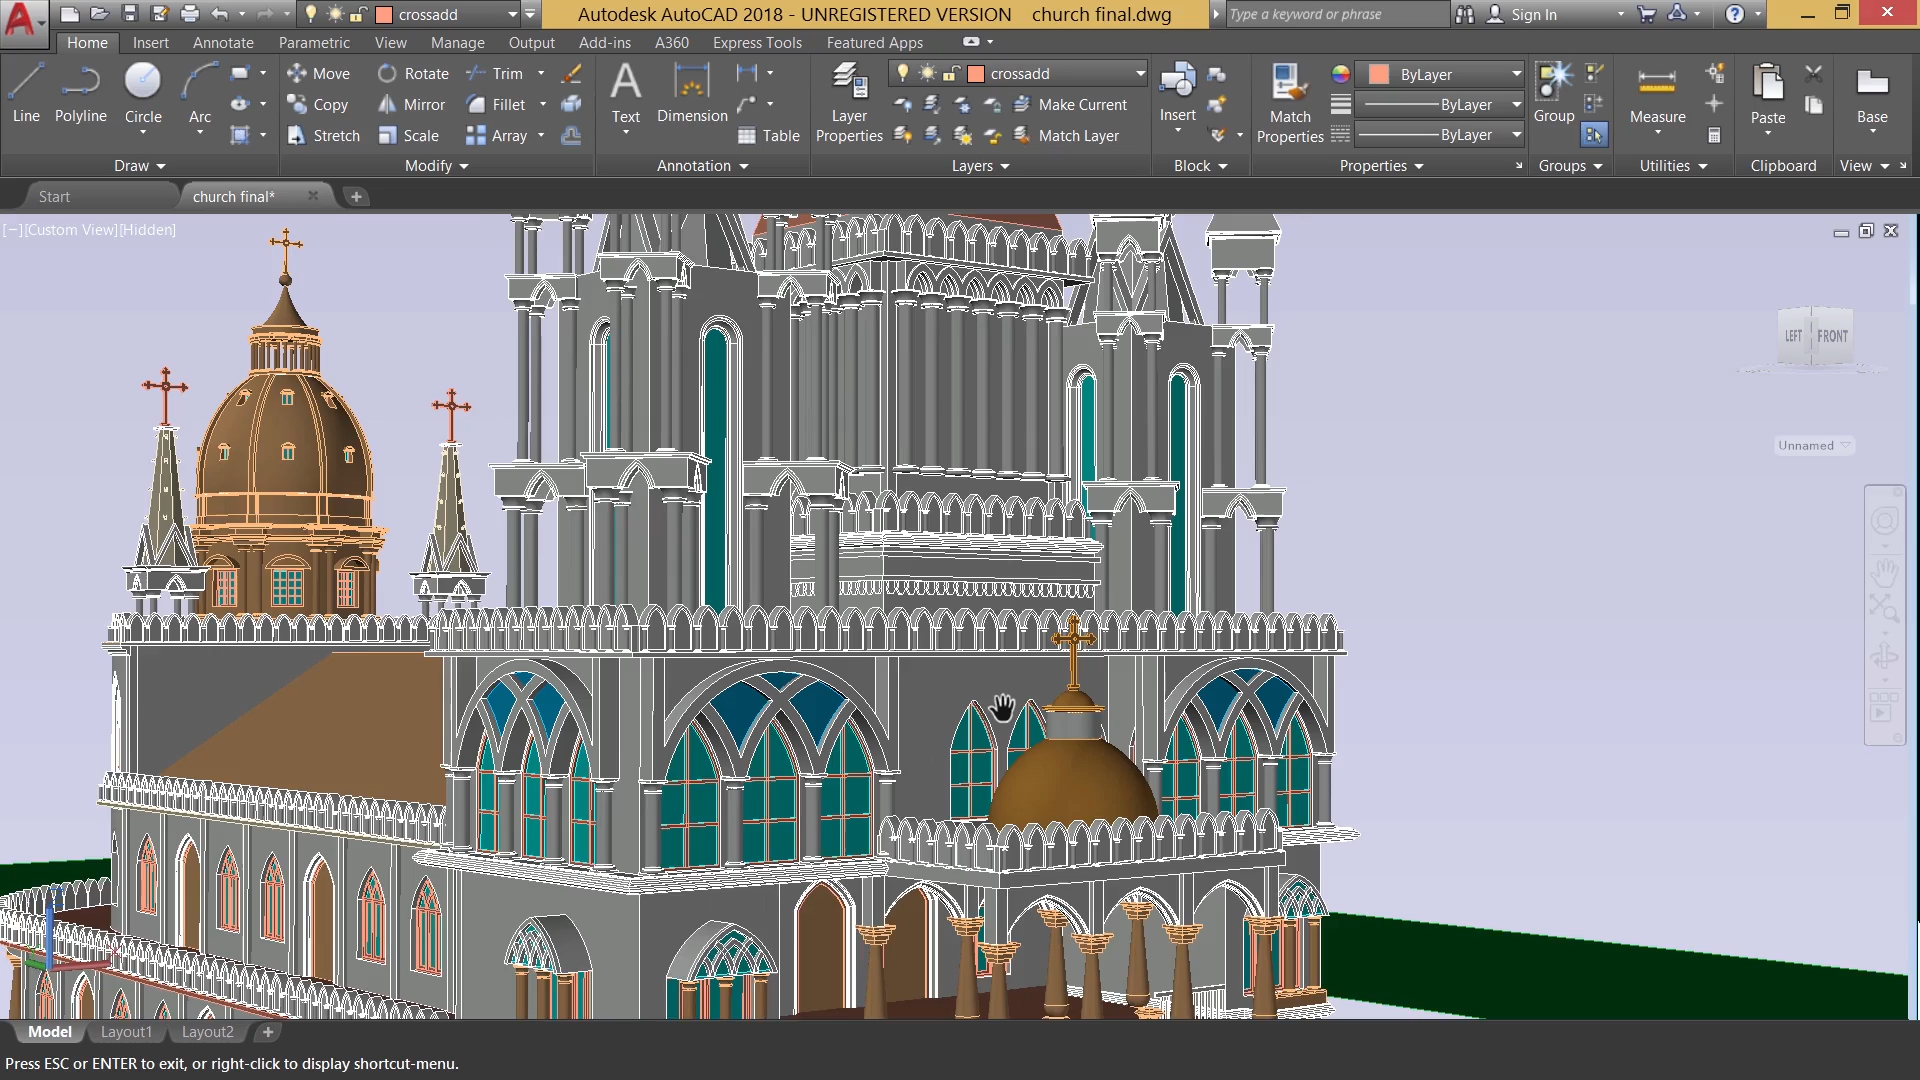 crossadd
Autodesk AutoCAD 2018 - UNREGISTERED VERSION church final.dwg
Type a keyword or phrase
Sign In
Home Insert Annotate Parametric View Manage Output Add-ins A360 Express Tools Featured Apps
Line Polyline Circle Arc
Move Rotate Trim
Copy Mirror Fillet
Stretch Scale Array
Text Dimension
Table
Layer Properties
crossadd
Make Current
Match Layer
Insert
Match Properties
ByLayer
ByLayer
ByLayer
Group
Measure
Paste
Base
Draw Modify Annotation Layers Block Properties Groups Utilities Clipboard View
Start church final*
[−][Custom View][Hidden]
LEFT FRONT
Unnamed
Model Layout1 Layout2
Press ESC or ENTER to exit, or right-click to display shortcut-menu.